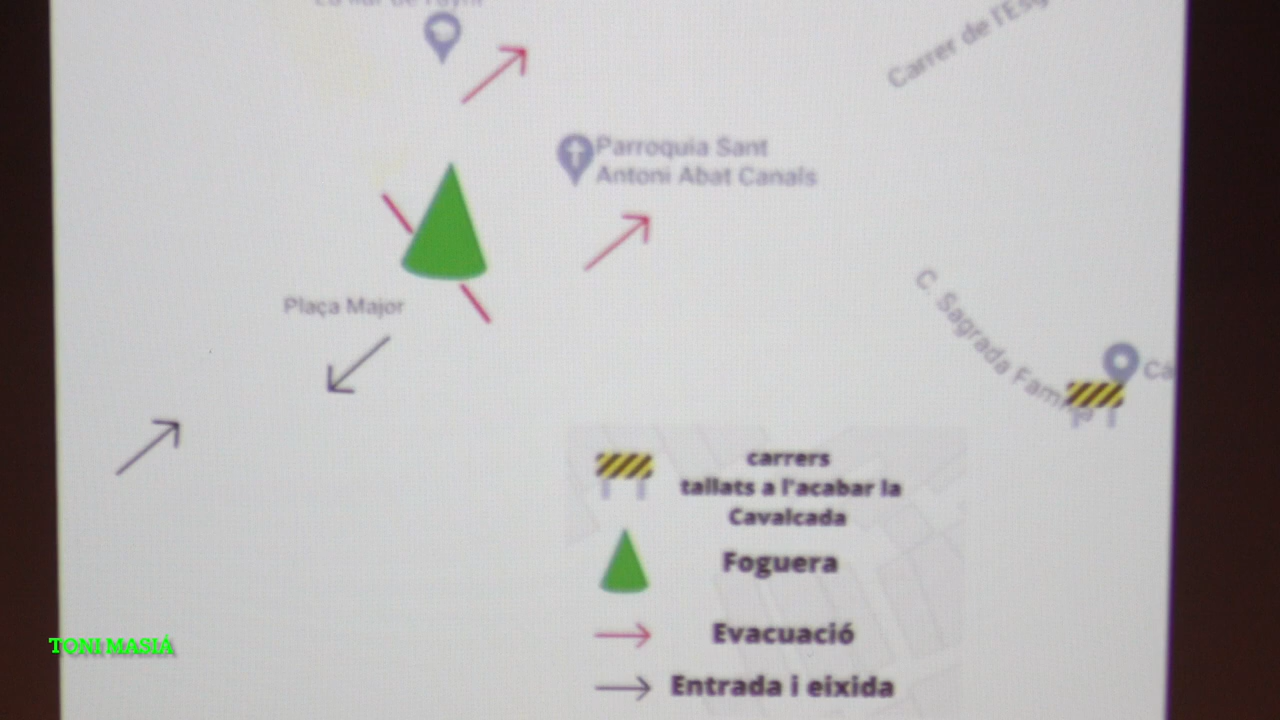 Carrer de l'Esg
Parroquia Sant
Antoni Abat Canals
Plaça Major
C. Sagrada Família
carrers
tallats a l'acabar la
Cavalcada
Foguera
Evacuació
Entrada i eixida
TONI MASIÁ